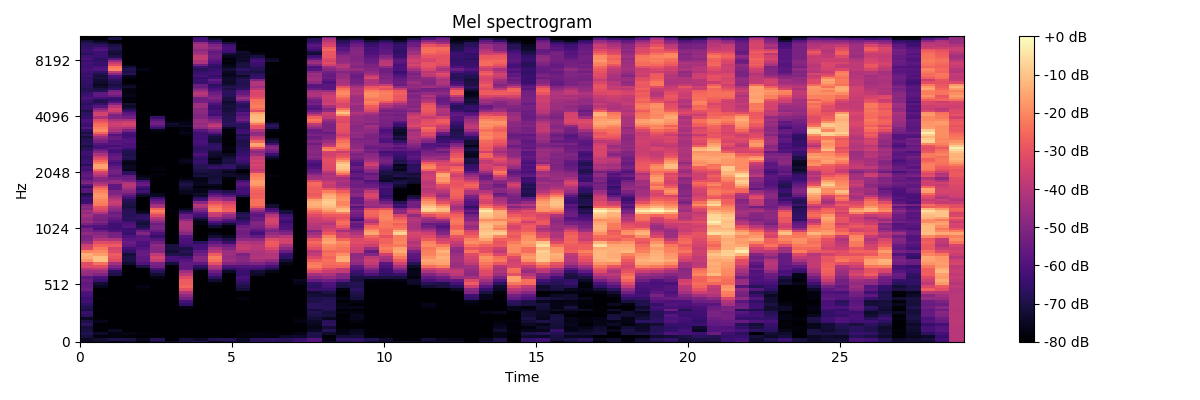 Mel spectrogram
Hz
8192
4096
2048
1024
512
0
0 5 10 15 20 25
Time
+0 dB
-10 dB
-20 dB
-30 dB
-40 dB
-50 dB
-60 dB
-70 dB
-80 dB